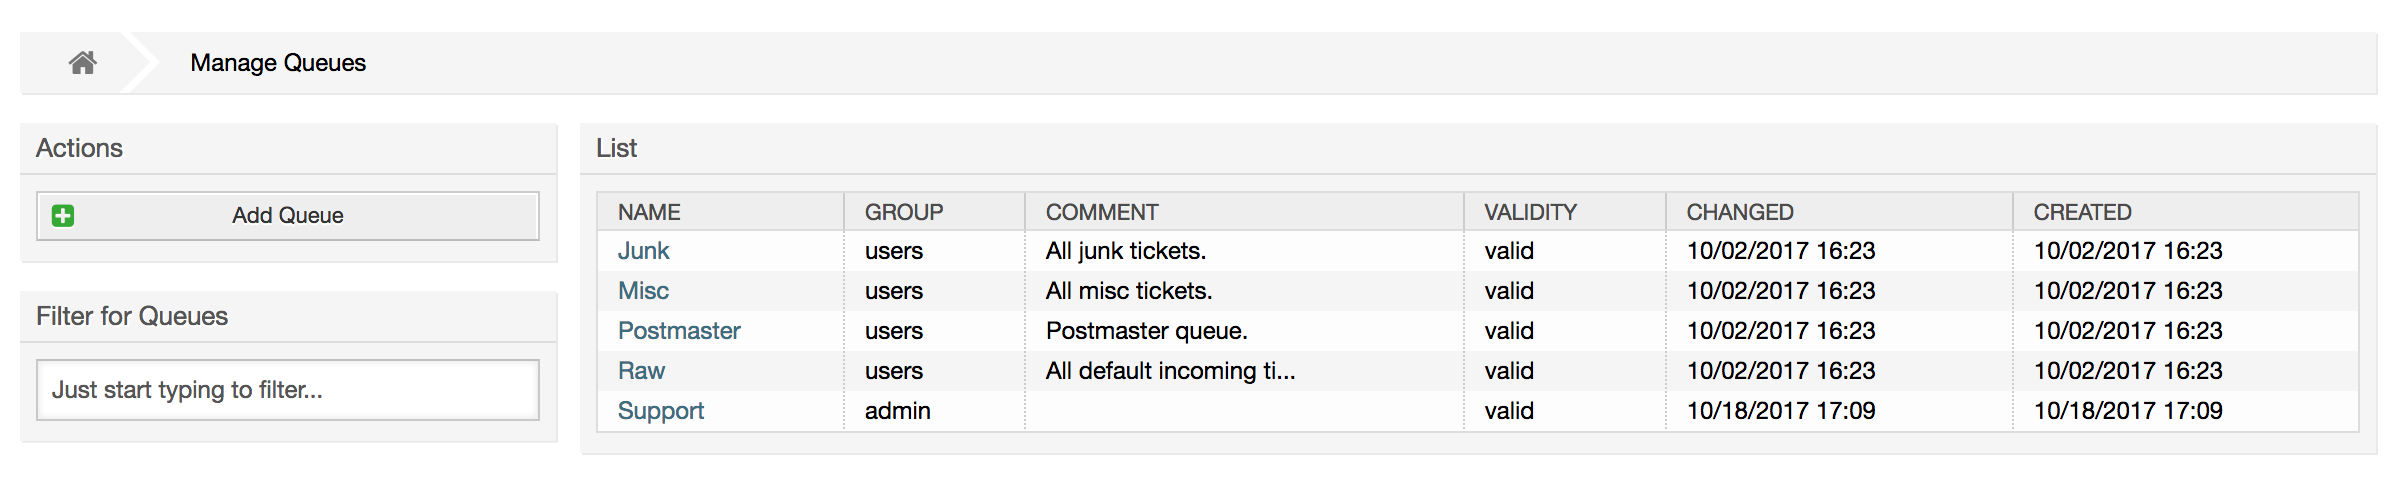 Manage Queues
Actions
Add Queue
Filter for Queues
Just start typing to filter...
List
NAME GROUP COMMENT VALIDITY CHANGED CREATED
Junk users All junk tickets. valid 10/02/2017 16:23 10/02/2017 16:23
Misc users All misc tickets. valid 10/02/2017 16:23 10/02/2017 16:23
Postmaster users Postmaster queue. valid 10/02/2017 16:23 10/02/2017 16:23
Raw users All default incoming ti... valid 10/02/2017 16:23 10/02/2017 16:23
Support admin valid 10/18/2017 17:09 10/18/2017 17:09